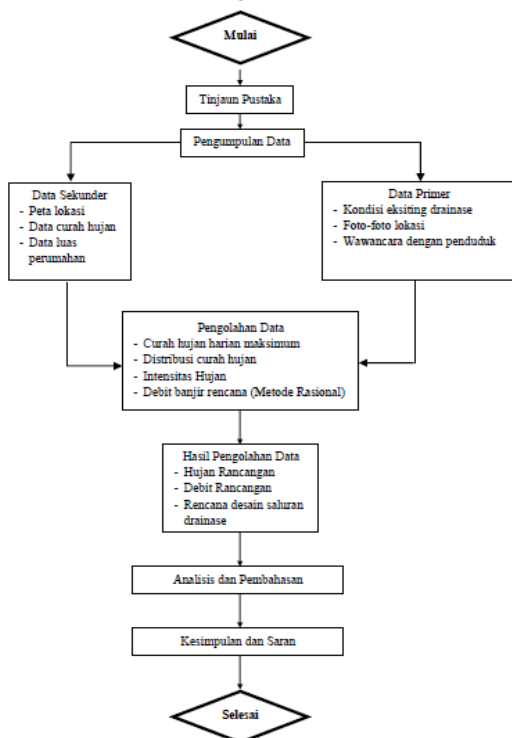 Mulai
Tinjaun Pustaka
Pengumpulan Data
Data Sekunder
- Peta lokasi
- Data curah hujan
- Data luas
perumahan
Data Primer
- Kondisi eksiting drainase
- Foto-foto lokasi
- Wawancara dengan penduduk
Pengolahan Data
- Curah hujan harian maksimum
- Distribusi curah hujan
- Intensitas Hujan
- Debit banjir rencana (Metode Rasional)
Hasil Pengolahan Data
- Hujan Rancangan
- Debit Rancangan
- Rencana desain saluran
drainase
Analisis dan Pembahasan
Kesimpulan dan Saran
Selesai